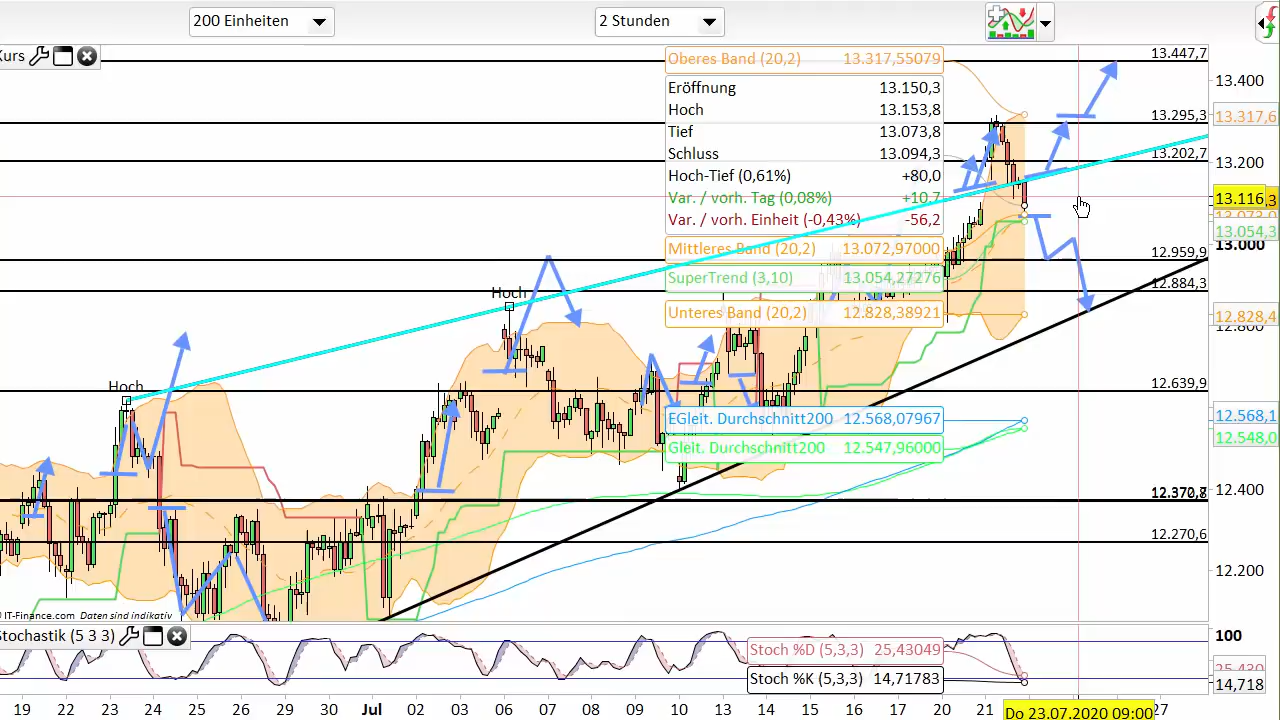 200 Einheiten
2 Stunden
Kurs
Oberes Band (20,2) 13.317,55079
Eröffnung 13.150,3
Hoch 13.153,8
Tief 13.073,8
Schluss 13.094,3
Hoch-Tief (0,61%) +80,0
Var. / vorh. Tag (0,08%) +10,7
Var. / vorh. Einheit (-0,43%) -56,2
Mittleres Band (20,2) 13.072,97000
SuperTrend (3,10) 13.054,27276
Unteres Band (20,2) 12.828,38921
EGleit. Durchschnitt200 12.568,07967
Gleit. Durchschnitt200 12.547,96000
Hoch
Hoch
13.447,7
13.295,3
13.202,7
12.959,9
12.884,3
12.639,9
12.270,6
13.400
13.317,6
13.200
13.116,3
13.054,3
13.000
12.828,4
12.800
12.568,1
12.548,0
12.400
12.200
© IT-Finance.com Daten sind indikativ
Stochastik (5 3 3)
Stoch %D (5,3,3) 25,43049
Stoch %K (5,3,3) 14,71783
100
25,430
14,718
19 22 23 24 25 26 29 30 Jul 02 03 06 07 08 09 10 13 14 15 16 17 20 21 Do 23.07.2020 09:00 27